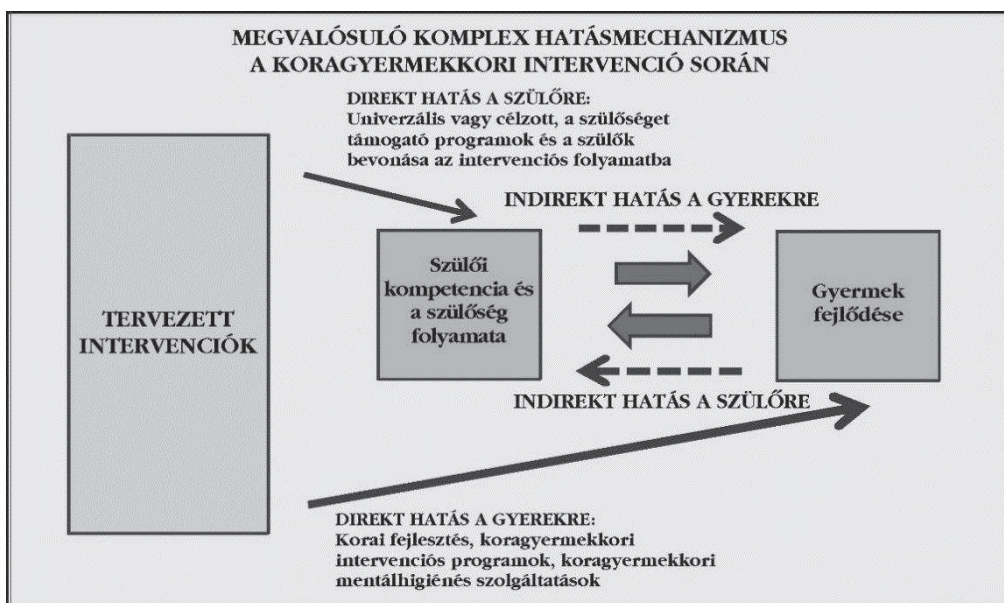 MEGVALÓSULÓ KOMPLEX HATÁSMECHANIZMUS
A KORAGYERMEKKORI INTERVENCIÓ SORÁN
DIREKT HATÁS A SZÜLŐRE:
Univerzális vagy célzott, a szülőséget
támogató programok és a szülők
bevonása az intervenciós folyamatba
INDIREKT HATÁS A GYEREKRE
TERVEZETT
INTERVENCIÓK
Szülői
kompetencia és
a szülőség
folyamata
Gyermek
fejlődése
INDIREKT HATÁS A SZÜLŐRE
DIREKT HATÁS A GYEREKRE:
Korai fejlesztés, koragyermekkori
intervenciós programok, koragyermekkori
mentálhigiénés szolgáltatások